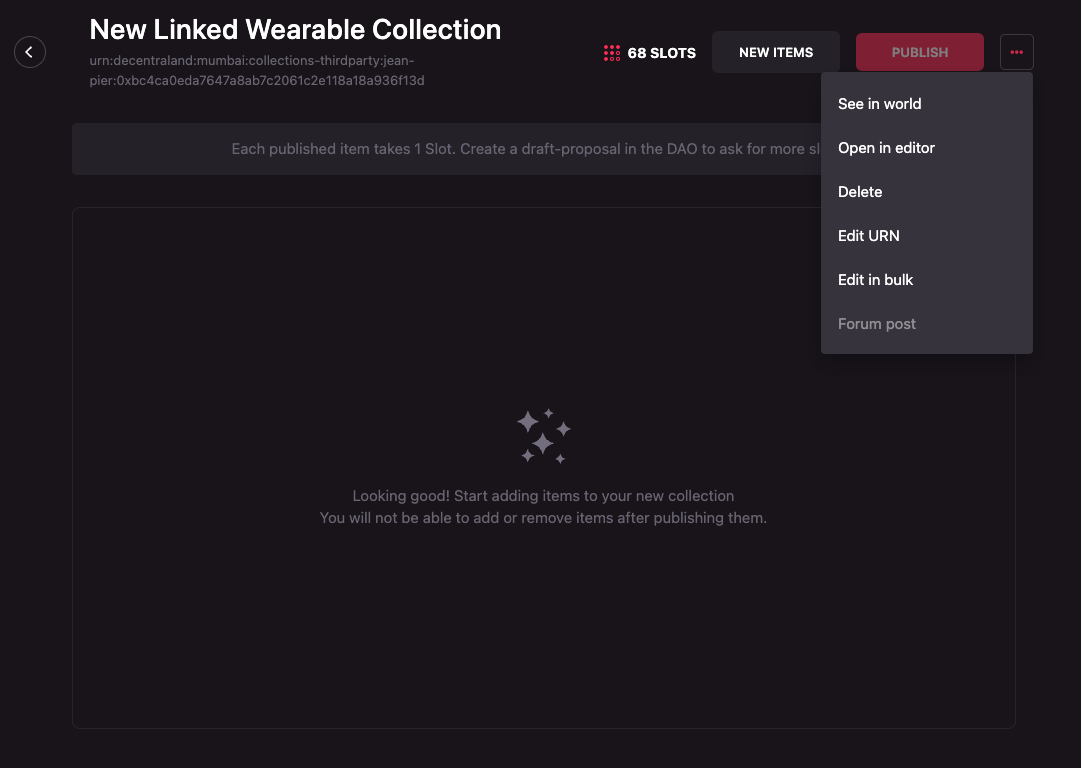 New Linked Wearable Collection
urn:decentraland:mumbai:collections-thirdparty:jean-
pier:0xbc4ca0eda7647a8ab7c2061c2e118a18a936f13d
68 SLOTS
NEW ITEMS
PUBLISH
See in world
Open in editor
Delete
Edit URN
Edit in bulk
Forum post
Each published item takes 1 Slot. Create a draft-proposal in the DAO to ask for more
Looking good! Start adding items to your new collection
You will not be able to add or remove items after publishing them.